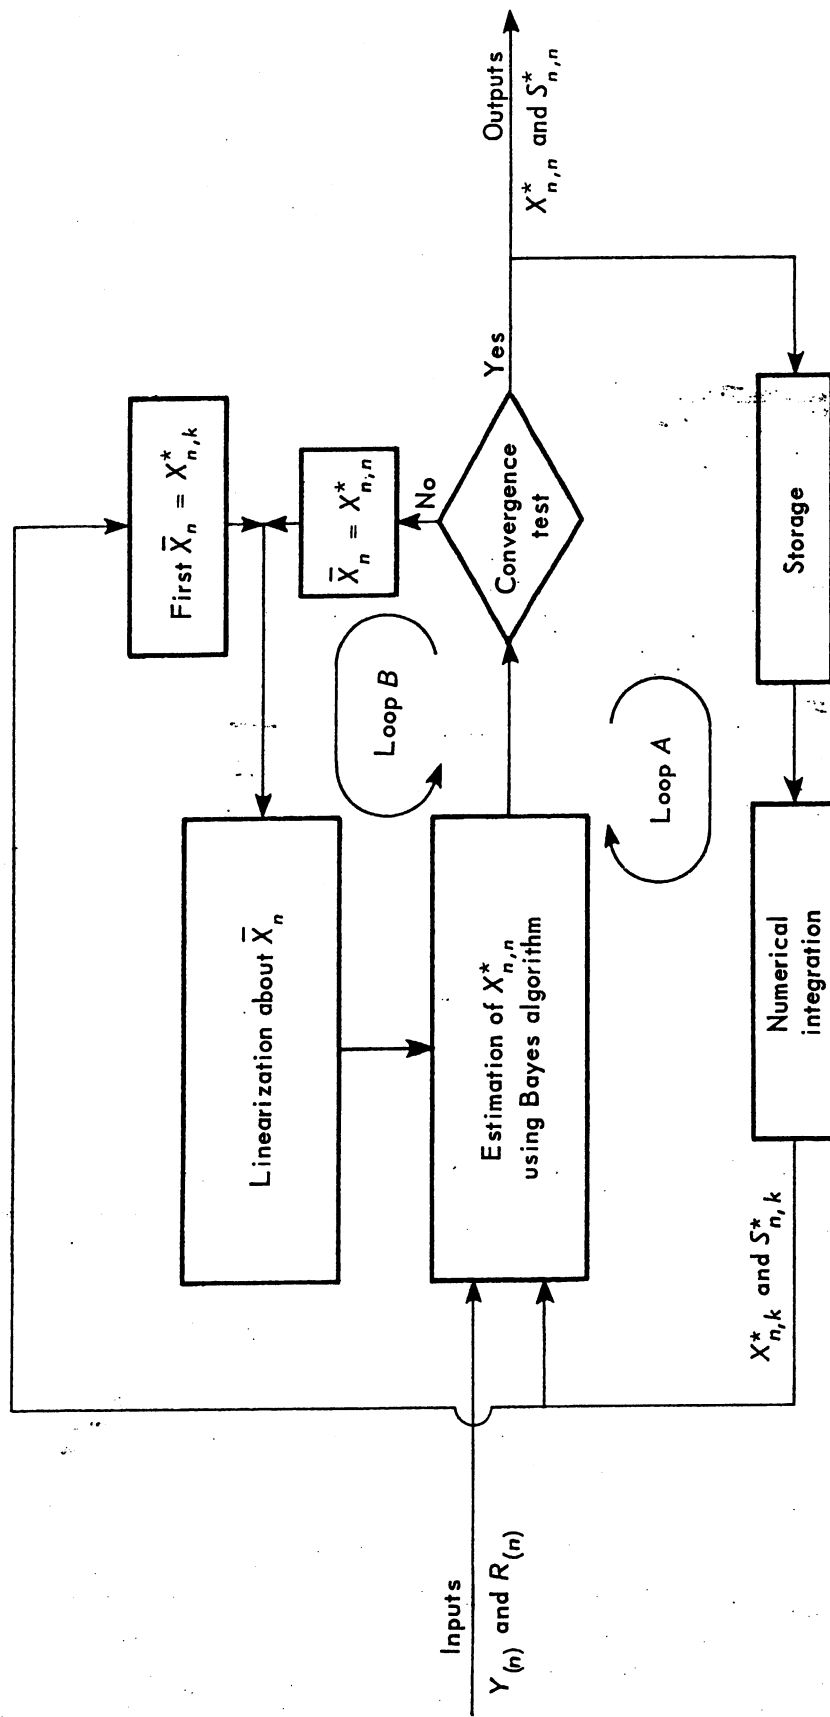 First X̄ₙ = X*ₙ,ₖ
X̄ₙ = X*ₙ,ₙ
Linearization about X̄ₙ
Loop B
No
Yes
Outputs
X*ₙ,ₙ and S*ₙ,ₙ
Inputs
Y₍ₙ₎ and R₍ₙ₎
Estimation of X*ₙ,ₙ
using Bayes algorithm
Convergence
test
Loop A
X*ₙ,ₖ and S*ₙ,ₖ
Numerical
integration
Storage